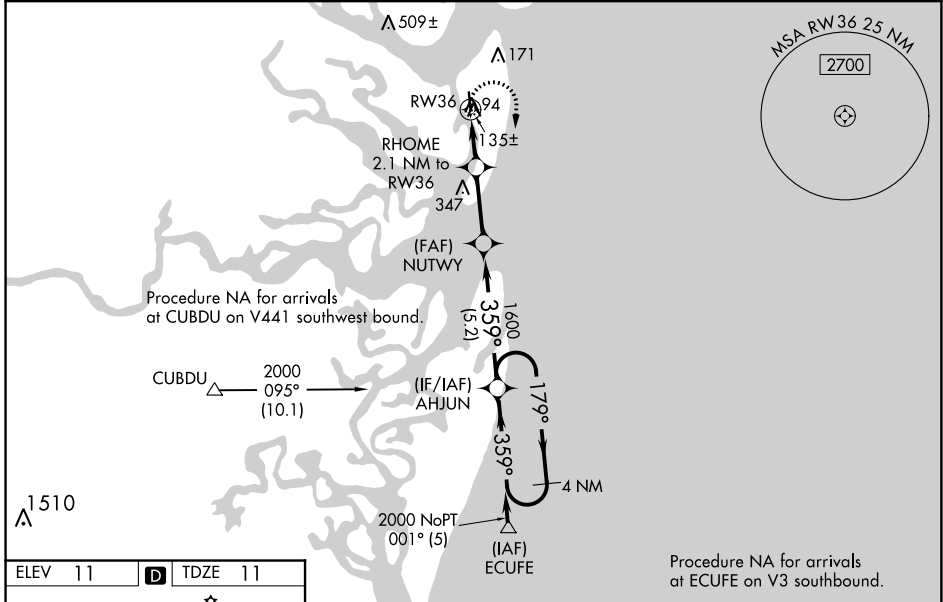 509±
171
MSA RW36 25 NM
2700
RW36
94
135±
RHOME
2.1 NM to
RW36
347
(FAF)
NUTWY
Procedure NA for arrivals
at CUBDU on V441 southwest bound.
1600
359°
(5.2)
CUBDU
2000
095°
(10.1)
(IF/IAF)
AHJUN
179°
359°
4 NM
1510
2000 NoPT
001° (5)
(IAF)
ECUFE
Procedure NA for arrivals
at ECUFE on V3 southbound.
ELEV 11 D TDZE 11